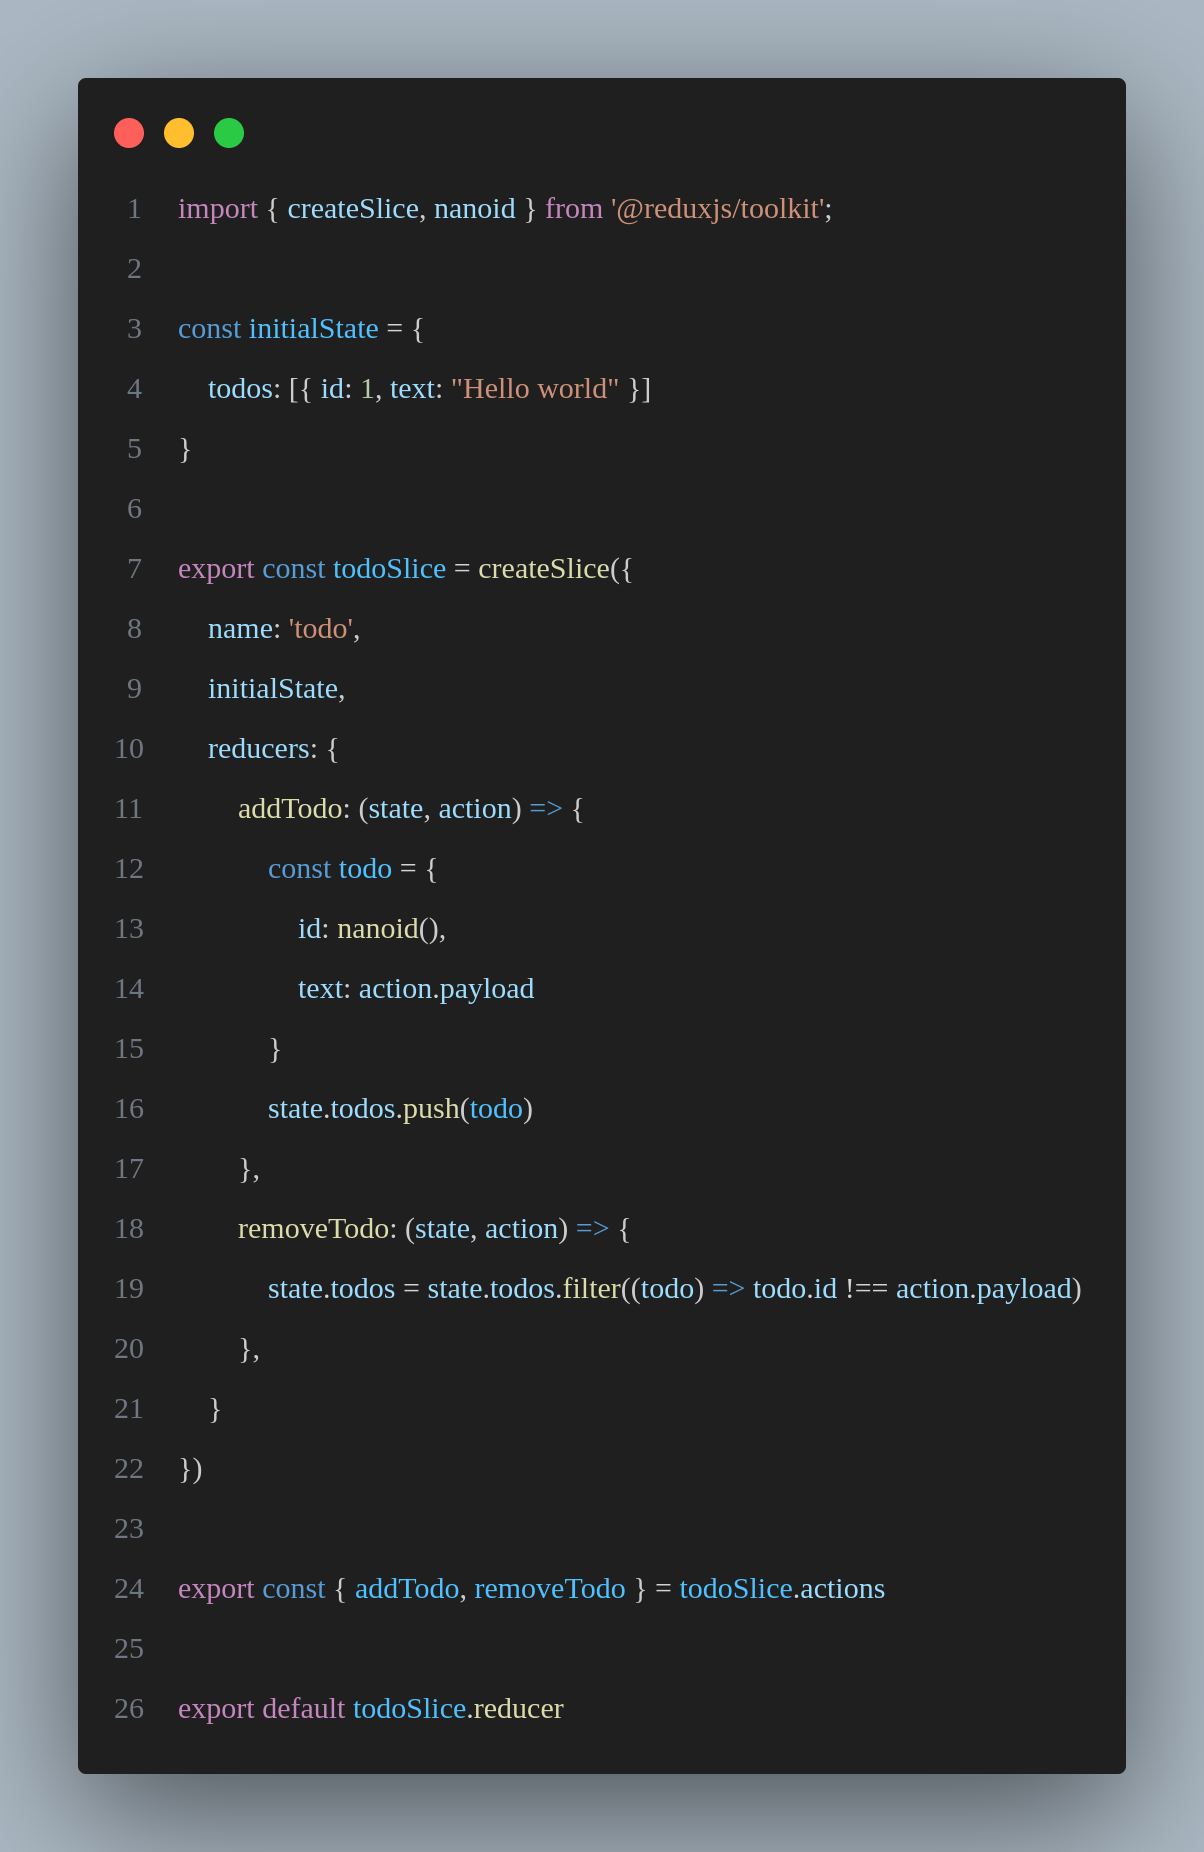 1 import { createSlice, nanoid } from '@reduxjs/toolkit';
2
3 const initialState = {
4     todos: [{ id: 1, text: "Hello world" }]
5 }
6
7 export const todoSlice = createSlice({
8     name: 'todo',
9     initialState,
10     reducers: {
11         addTodo: (state, action) => {
12             const todo = {
13                 id: nanoid(),
14                 text: action.payload
15             }
16             state.todos.push(todo)
17         },
18         removeTodo: (state, action) => {
19             state.todos = state.todos.filter((todo) => todo.id !== action.payload)
20         },
21     }
22 })
23
24 export const { addTodo, removeTodo } = todoSlice.actions
25
26 export default todoSlice.reducer